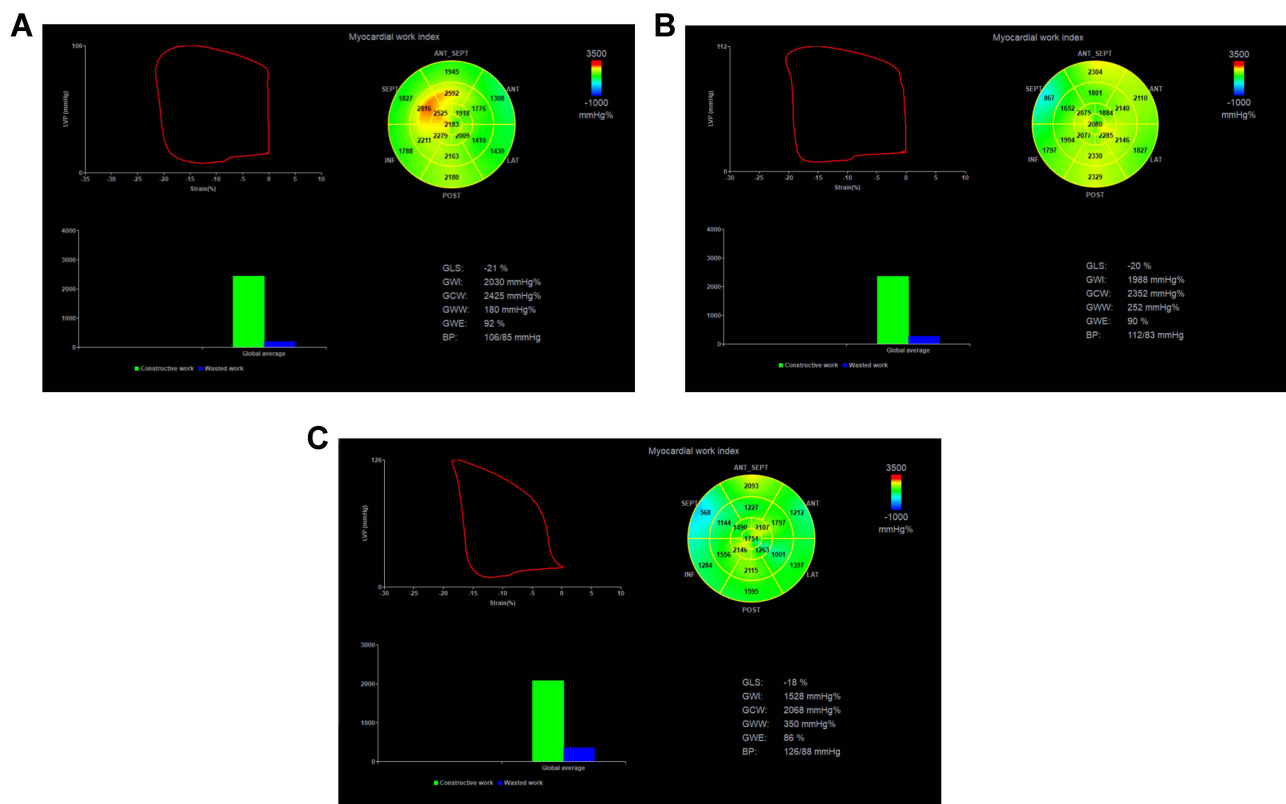 A
Myocardial work index
106
LVP (mmHg)
0
-35 -30 -25 -20 -15 -10 -5 0 5 10
Strain(%)
ANT_SEPT
SEPT
ANT
INF
LAT
POST
1945
1827 2592 1308
2816 2525 1918 1776
2183
2211 2279 2009 1410
1788 2163 1430
2180
3500
-1000
mmHg%
4000
3000
2000
1000
0
Global average
Constructive work Wasted work
GLS: -21 %
GWI: 2030 mmHg%
GCW: 2425 mmHg%
GWW: 180 mmHg%
GWE: 92 %
BP: 106/85 mmHg
B
Myocardial work index
112
LVP (mmHg)
0
-30 -25 -20 -15 -10 -5 0 5 10
Strain(%)
ANT_SEPT
SEPT
ANT
INF
LAT
POST
2304
867 1801 2110
1652 2075 1884 2140
2080
1994 2077 2285 2146
1797 2330 1827
2329
3500
-1000
mmHg%
4000
3000
2000
1000
0
Global average
Constructive work Wasted work
GLS: -20 %
GWI: 1988 mmHg%
GCW: 2352 mmHg%
GWW: 252 mmHg%
GWE: 90 %
BP: 112/83 mmHg
C
Myocardial work index
126
LVP (mmHg)
0
-30 -25 -20 -15 -10 -5 0 5 10
Strain(%)
ANT_SEPT
SEPT
ANT
INF
LAT
POST
2093
568 1227 1212
1144 1490 2107 1797
1751
1556 2146 1263 1001
1284 2115 1397
1595
3500
-1000
mmHg%
3000
2000
1000
0
Global average
Constructive work Wasted work
GLS: -18 %
GWI: 1528 mmHg%
GCW: 2068 mmHg%
GWW: 350 mmHg%
GWE: 86 %
BP: 126/88 mmHg